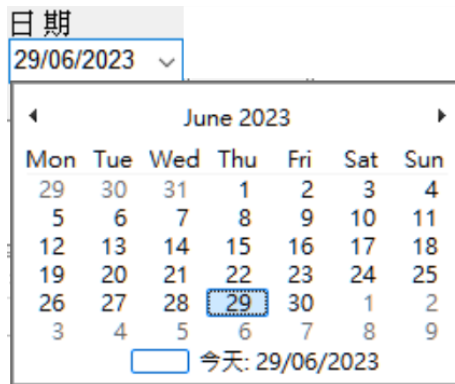 日期
29/06/2023
June 2023
Mon Tue Wed Thu Fri Sat Sun
29 30 31 1 2 3 4
5 6 7 8 9 10 11
12 13 14 15 16 17 18
19 20 21 22 23 24 25
26 27 28 29 30 1 2
3 4 5 6 7 8 9
今天: 29/06/2023